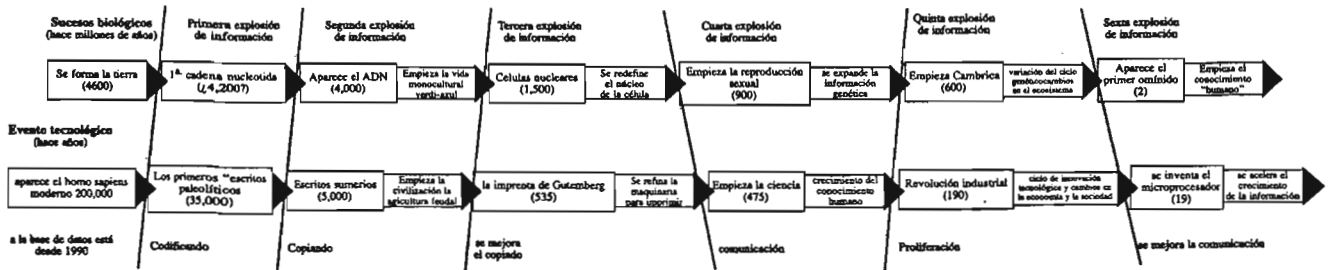 Sucesos biológicos
(hace millones de años)
Primera explosión
de información
Segunda explosión
de información
Tercera explosión
de información
Cuarta explosión
de información
Quinta explosión
de información
Sexta explosión
de información
Se forma la tierra
(4600)
1ª cadena nucleotida
(¿4,200?
Aparece el ADN
(4,000)
Empieza la vida
monocultural
verdi-azul
Células nucleares
(1,500)
Se redefine
el núcleo
de la célula
Empieza la reproducción
sexual
(900)
se expande la
información
genética
Empieza Cambrica
(600)
variación del ciclo
genéticocambios
en el ecosistema
Aparece el
primer omínido
(2)
Empieza el
conocimiento
"humano"
Evento tecnológico
(hace años)
aparece el homo sapiens
moderno 200,000
Los primeros "escritos
paleolíticos
(35,000)
Escritos sumerios
(5,000)
Empieza la
civilización la
agricultura feudal
la imprenta de Gutemberg
(535)
Se refina la
maquinaria
para imprimir
Empieza la ciencia
(475)
crecimiento del
conocimiento
humano
Revolución industrial
(190)
ciclo de innovación
tecnológica y cambios en
la economía y la sociedad
se inventa el
microprocesador
(19)
se acelera el
crecimiento
de la información
a la base de datos está
desde 1990
Codificando
Copiando
se mejora
el copiado
comunicación
Proliferación
se mejora la comunicación